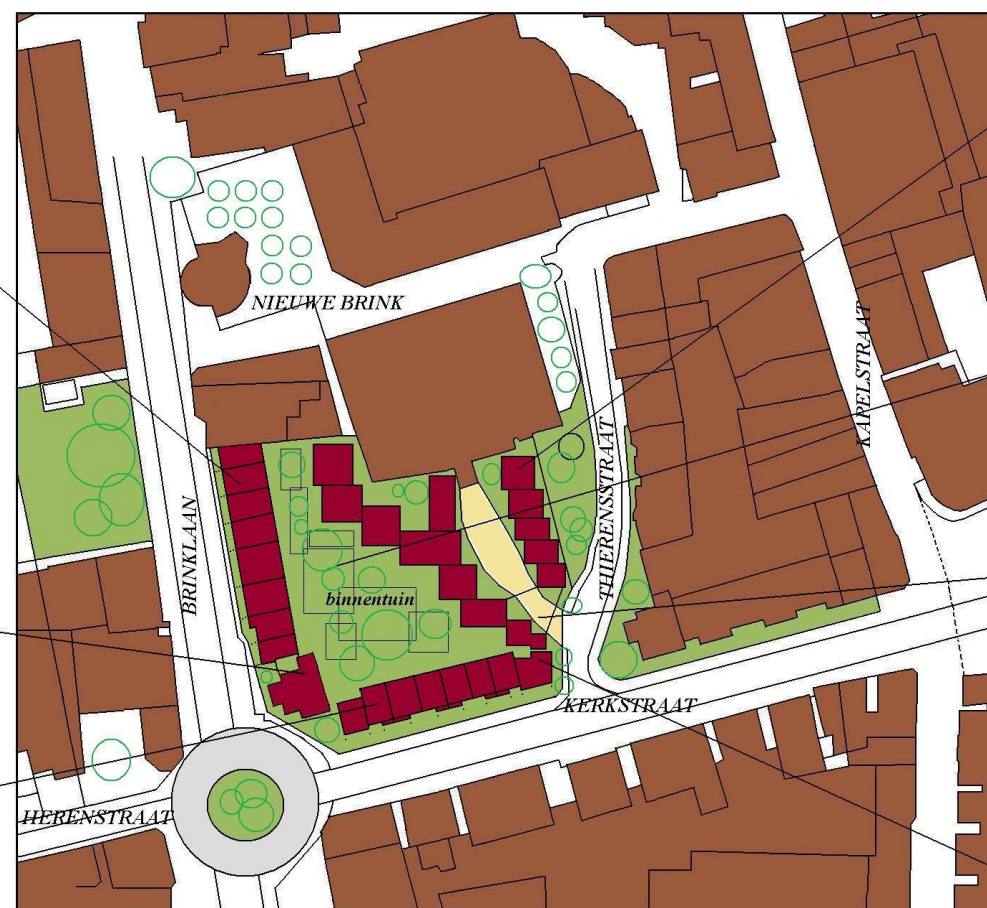 NIEUWE BRINK
KAPELSTRAAT
THIERENSSTRAAT
BRINKLAAN
binnentuin
KERKSTRAAT
HERENSTRAAT